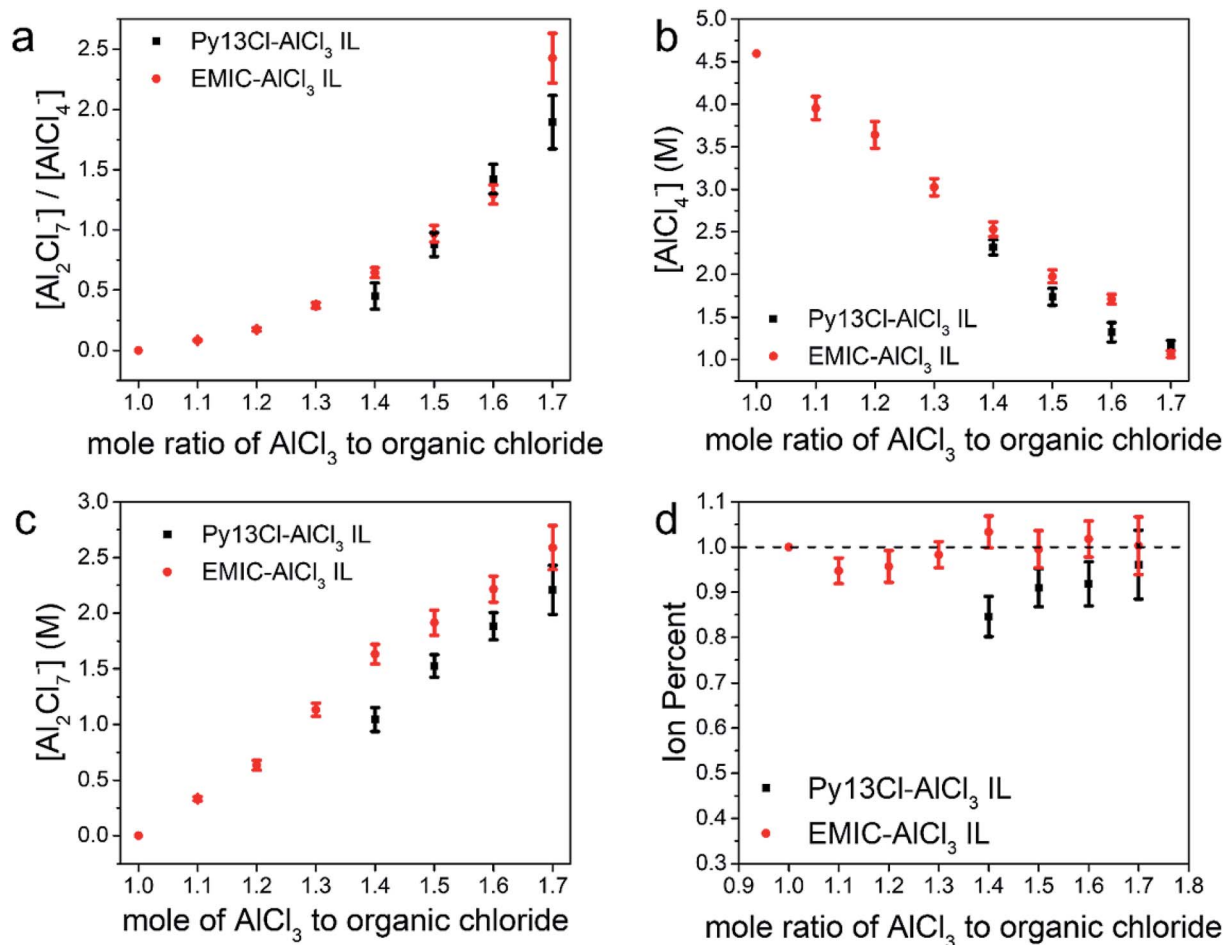 a
Py13Cl-AlCl₃ IL
EMIC-AlCl₃ IL
[Al₂Cl₇⁻] / [AlCl₄⁻]
2.5
2.0
1.5
1.0
0.5
0.0
1.0 1.1 1.2 1.3 1.4 1.5 1.6 1.7
mole ratio of AlCl₃ to organic chloride
b
[AlCl₄⁻] (M)
5.0
4.5
4.0
3.5
3.0
2.5
2.0
1.5
1.0
Py13Cl-AlCl₃ IL
EMIC-AlCl₃ IL
1.0 1.1 1.2 1.3 1.4 1.5 1.6 1.7
mole ratio of AlCl₃ to organic chloride
c
Py13Cl-AlCl₃ IL
EMIC-AlCl₃ IL
[Al₂Cl₇⁻] (M)
3.0
2.5
2.0
1.5
1.0
0.5
0.0
1.0 1.1 1.2 1.3 1.4 1.5 1.6 1.7
mole of AlCl₃ to organic chloride
d
Ion Percent
1.1
1.0
0.9
0.8
0.7
0.6
0.5
0.4
0.3
Py13Cl-AlCl₃ IL
EMIC-AlCl₃ IL
0.9 1.0 1.1 1.2 1.3 1.4 1.5 1.6 1.7 1.8
mole ratio of AlCl₃ to organic chloride